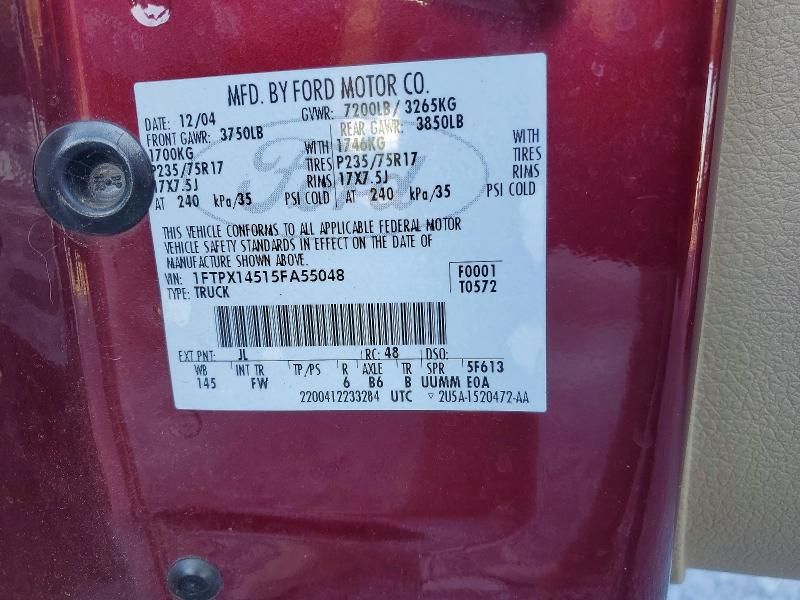 MFD. BY FORD MOTOR CO.
DATE: 12/04 GVWR: 7200LB/ 3265KG
FRONT GAWR: 3750LB REAR GAWR: 3850LB
1700KG WITH 1746KG WITH
P235/75R17 TIRES P235/75R17 TIRES
17X7.5J RIMS 17X7.5J RIMS
AT 240 kPa/35 PSI COLD AT 240 kPa/35 PSI COLD
Ford
THIS VEHICLE CONFORMS TO ALL APPLICABLE FEDERAL MOTOR
VEHICLE SAFETY STANDARDS IN EFFECT ON THE DATE OF
MANUFACTURE SHOWN ABOVE.
VIN: 1FTPX14515FA55048 F0001
TYPE: TRUCK T0572
EXT PNT: JL RC: 48 DSO:
WB INT TR TP/PS R AXLE TR SPR 5F613
145 FW 6 B6 B UUMM E0A
2200412233284 UTC ▽ 2U5A-1520472-AA